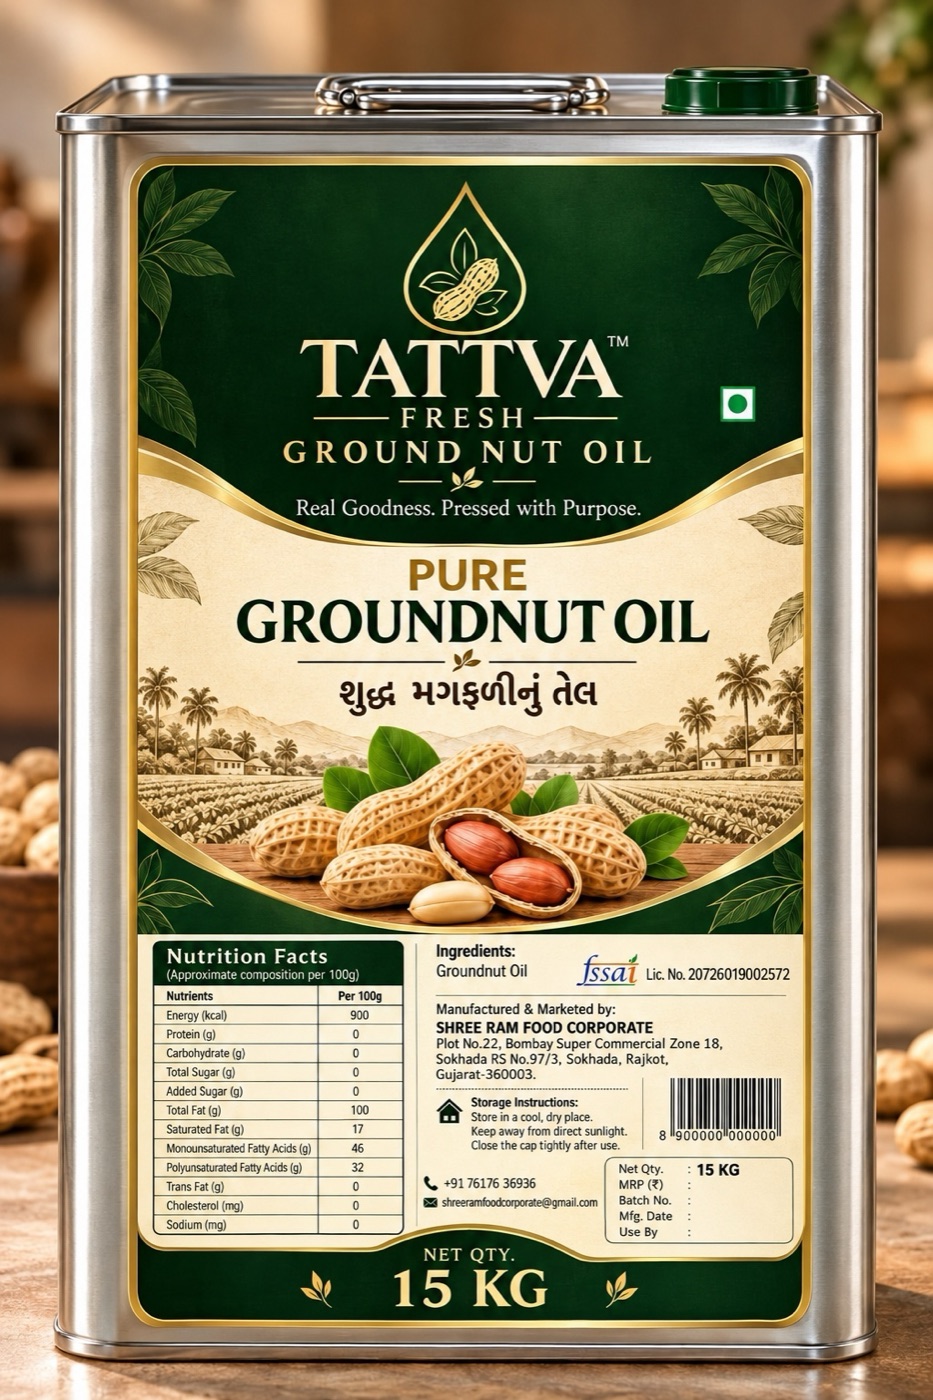 TATTVA™
FRESH
GROUND NUT OIL
Real Goodness. Pressed with Purpose.
PURE
GROUNDNUT OIL
શુદ્ધ મગફળીનું તેલ
Nutrition Facts
(Approximate composition per 100g)
Nutrients Per 100g
Energy (kcal) 900
Protein (g) 0
Carbohydrate (g) 0
Total Sugar (g) 0
Added Sugar (g) 0
Total Fat (g) 100
Saturated Fat (g) 17
Monounsaturated Fatty Acids (g) 46
Polyunsaturated Fatty Acids (g) 32
Trans Fat (g) 0
Cholesterol (mg) 0
Sodium (mg) 0
Ingredients:
Groundnut Oil
fssai Lic. No. 20726019002572
Manufactured & Marketed by:
SHREE RAM FOOD CORPORATE
Plot No.22, Bombay Super Commercial Zone 18,
Sokhada RS No.97/3, Sokhada, Rajkot,
Gujarat-360003.
Storage Instructions:
Store in a cool, dry place.
Keep away from direct sunlight.
Close the cap tightly after use.
8 900000 000000
+91 76176 36936
shreeramfoodcorporate@gmail.com
Net Qty. : 15 KG
MRP (₹) :
Batch No. :
Mfg. Date :
Use By :
NET QTY.
15 KG